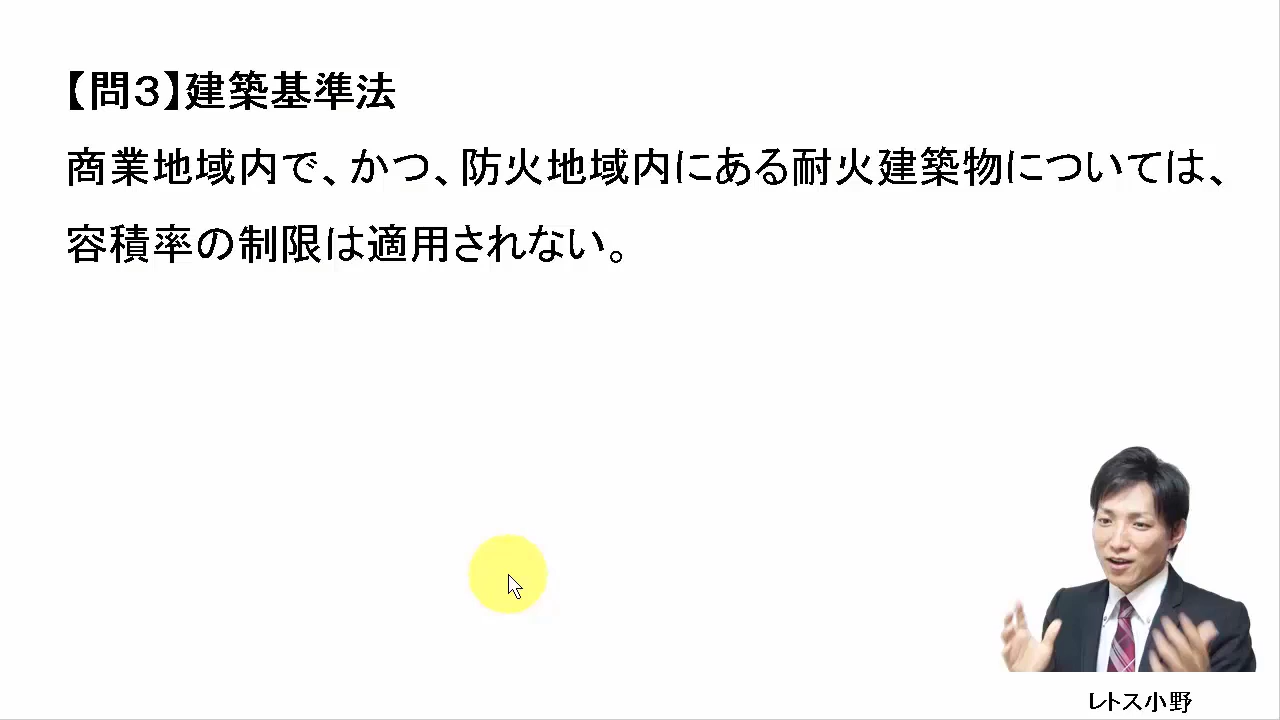 【問３】建築基準法
商業地域内で、かつ、防火地域内にある耐火建築物については、
容積率の制限は適用されない。
レトス小野